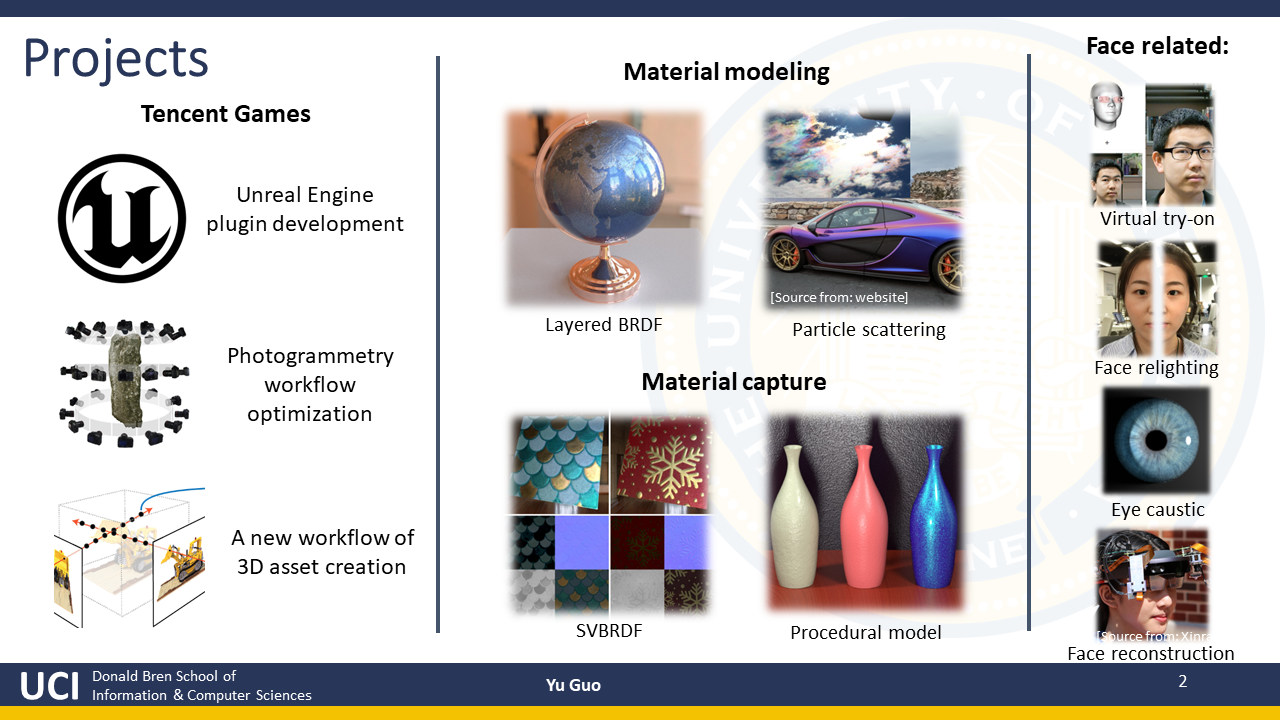 Projects
Tencent Games
Unreal Engine
plugin development
Photogrammetry
workflow
optimization
A new workflow of
3D asset creation
Material modeling
[Source from: website]
Layered BRDF
Particle scattering
Material capture
SVBRDF
Procedural model
Face related:
Virtual try-on
Face relighting
Eye caustic
[Source from:
Face reconstruction
UCI
Donald Bren School of
Information & Computer Sciences
Yu Guo
2